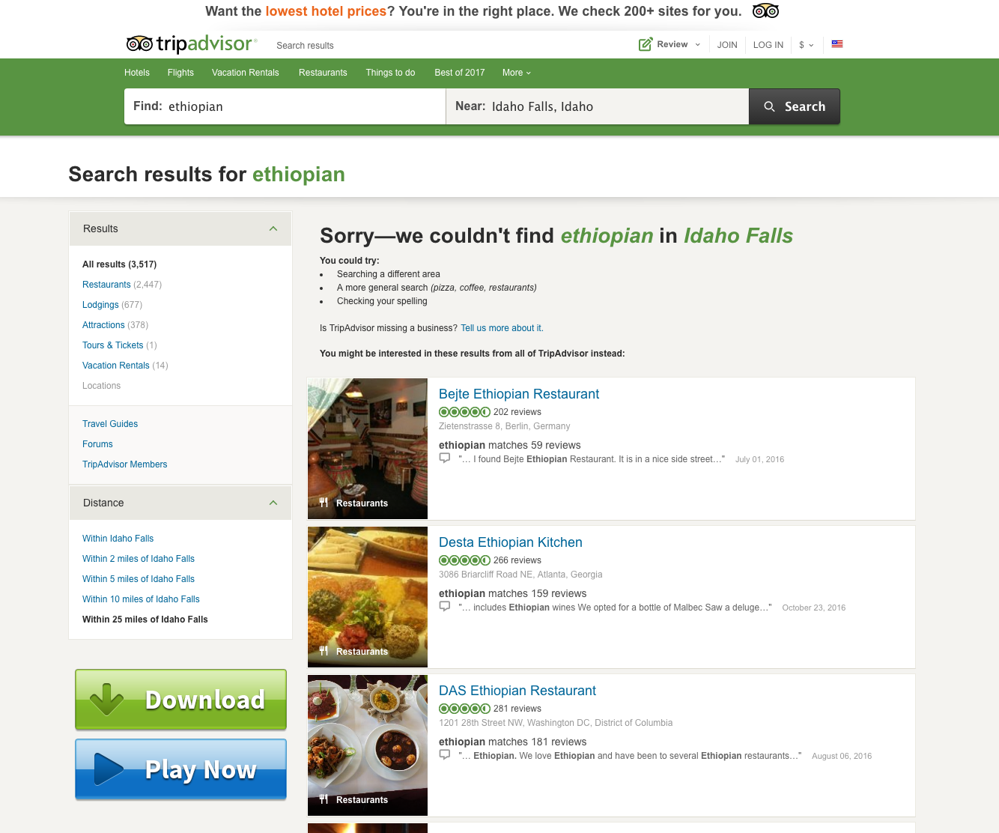 Want the lowest hotel prices? You're in the right place. We check 200+ sites for you.
tripadvisor®
Search results
Review
JOIN
LOG IN
$
Hotels
Flights
Vacation Rentals
Restaurants
Things to do
Best of 2017
More
Find: ethiopian
Near: Idaho Falls, Idaho
Search
Search results for ethiopian
Results
All results (3,517)
Restaurants (2,447)
Lodgings (677)
Attractions (378)
Tours & Tickets (1)
Vacation Rentals (14)
Locations
Travel Guides
Forums
TripAdvisor Members
Distance
Within Idaho Falls
Within 2 miles of Idaho Falls
Within 5 miles of Idaho Falls
Within 10 miles of Idaho Falls
Within 25 miles of Idaho Falls
Download
Play Now
Sorry—we couldn't find ethiopian in Idaho Falls
You could try:
• Searching a different area
• A more general search (pizza, coffee, restaurants)
• Checking your spelling
Is TripAdvisor missing a business? Tell us more about it.
You might be interested in these results from all of TripAdvisor instead:
Restaurants
Bejte Ethiopian Restaurant
202 reviews
Zietenstrasse 8, Berlin, Germany
ethiopian matches 59 reviews
"... I found Bejte Ethiopian Restaurant. It is in a nice side street..." July 01, 2016
Restaurants
Desta Ethiopian Kitchen
266 reviews
3086 Briarcliff Road NE, Atlanta, Georgia
ethiopian matches 159 reviews
"... includes Ethiopian wines We opted for a bottle of Malbec Saw a deluge..." October 23, 2016
Restaurants
DAS Ethiopian Restaurant
281 reviews
1201 28th Street NW, Washington DC, District of Columbia
ethiopian matches 181 reviews
"... Ethiopian. We love Ethiopian and have been to several Ethiopian restaurants..." August 06, 2016